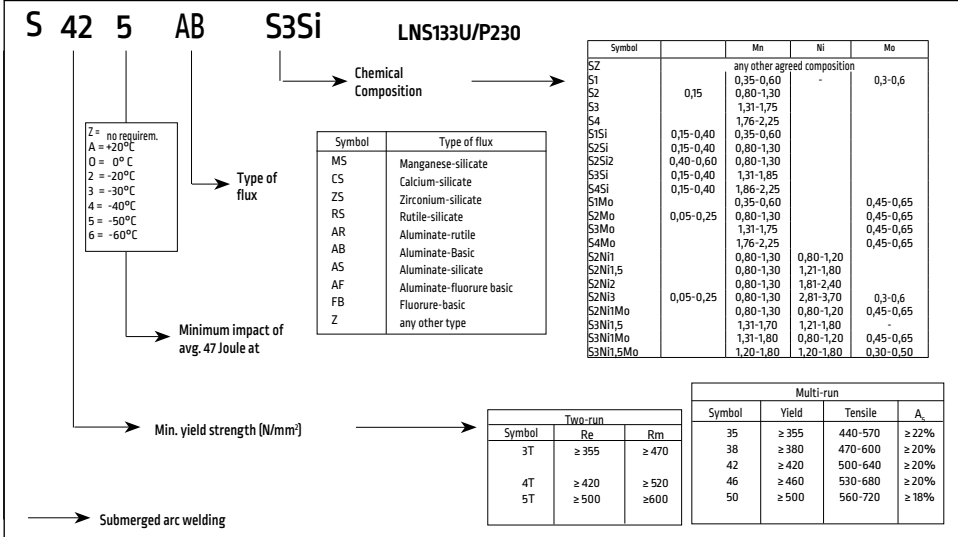 S 42 5 AB S3Si LNS133U/P230
Chemical
Composition
Symbol Mn Ni Mo
SZ any other agreed composition
S1 0,35-0,60 - 0,3-0,6
S2 0,15 0,80-1,30
S3 1,31-1,75
S4 1,76-2,25
S1Si 0,15-0,40 0,35-0,60
S2Si 0,15-0,40 0,80-1,30
S2Si2 0,40-0,60 0,80-1,30
S3Si 0,15-0,40 1,31-1,85
S4Si 0,15-0,40 1,86-2,25
S1Mo 0,35-0,60 0,45-0,65
S2Mo 0,05-0,25 0,80-1,30 0,45-0,65
S3Mo 1,31-1,75 0,45-0,65
S4Mo 1,76-2,25 0,45-0,65
S2Ni1 0,80-1,30 0,80-1,20
S2Ni1,5 0,80-1,30 1,21-1,80
S2Ni2 0,80-1,30 1,81-2,40
S2Ni3 0,05-0,25 0,80-1,30 2,81-3,70 0,3-0,6
S2Ni1Mo 0,80-1,30 0,80-1,20 0,45-0,65
S3Ni1,5 1,31-1,70 1,21-1,80 -
S3Ni1Mo 1,31-1,80 0,80-1,20 0,45-0,65
S3Ni1,5Mo 1,20-1,80 1,20-1,80 0,30-0,50
Z = no requirem.
A = +20°C
0 = 0° C
2 = -20°C
3 = -30°C
4 = -40°C
5 = -50°C
6 = -60°C
Type of
flux
Symbol Type of flux
MS Manganese-silicate
CS Calcium-silicate
ZS Zirconium-silicate
RS Rutile-silicate
AR Aluminate-rutile
AB Aluminate-Basic
AS Aluminate-silicate
AF Aluminate-fluorure basic
FB Fluorure-basic
Z any other type
Minimum impact of
avg. 47 Joule at
Min. yield strength (N/mm²)
Two-run
Symbol Re Rm
3T ≥ 355 ≥ 470
4T ≥ 420 ≥ 520
5T ≥ 500 ≥600
Multi-run
Symbol Yield Tensile A₅
35 ≥ 355 440-570 ≥ 22%
38 ≥ 380 470-600 ≥ 20%
42 ≥ 420 500-640 ≥ 20%
46 ≥ 460 530-680 ≥ 20%
50 ≥ 500 560-720 ≥ 18%
Submerged arc welding